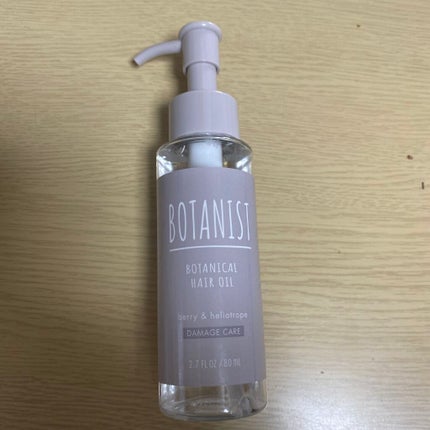 BOTANIST
BOTANICAL
HAIR OIL
berry & heliotrope
DAMAGE CARE
2.7 FL OZ / 80 mL